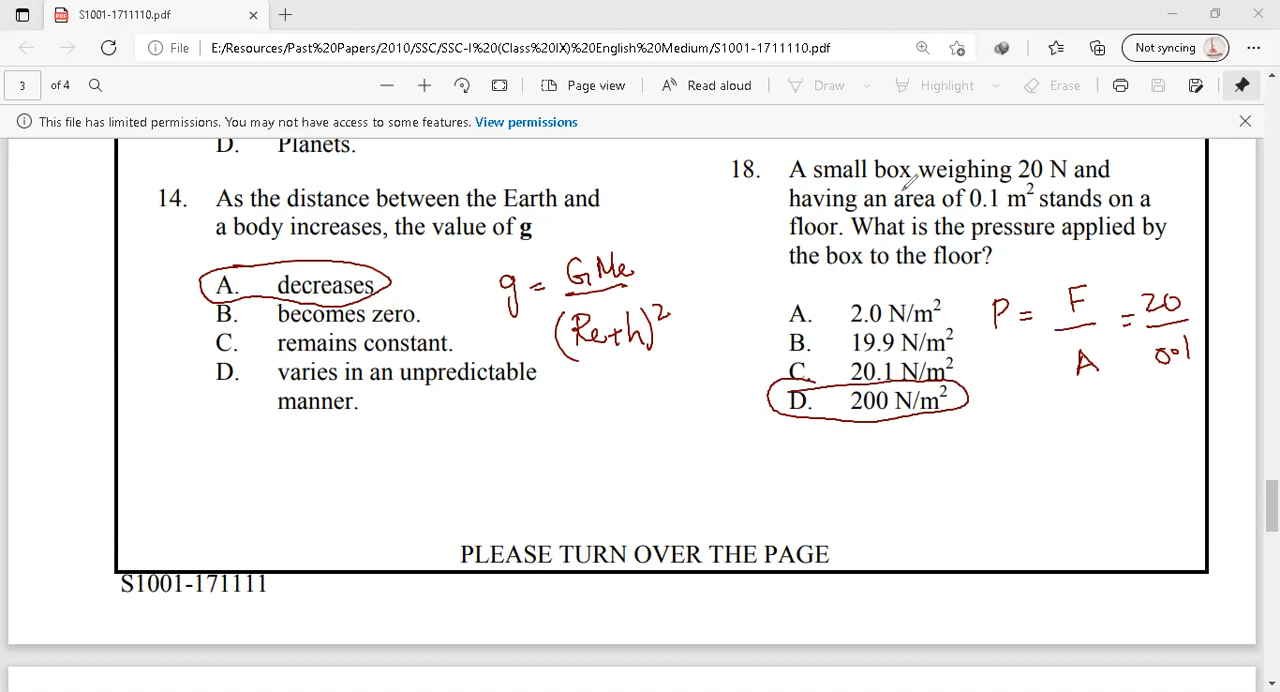 S1001-1711110.pdf
File E:/Resources/Past%20Papers/2010/SSC/SSC-I%20(Class%20IX)%20English%20Medium/S1001-1711110.pdf Not syncing
3 of 4 Page view Read aloud Draw Highlight Erase
This file has limited permissions. You may not have access to some features. View permissions
D. Planets.
14. As the distance between the Earth and
a body increases, the value of g
A. decreases
B. becomes zero.
C. remains constant.
D. varies in an unpredictable
manner.
g = GMe / (Re+h)²
18. A small box weighing 20 N and
having an area of 0.1 m² stands on a
floor. What is the pressure applied by
the box to the floor?
A. 2.0 N/m²
B. 19.9 N/m²
C. 20.1 N/m²
D. 200 N/m²
P = F / A = 20 / 0.1
PLEASE TURN OVER THE PAGE
S1001-171111